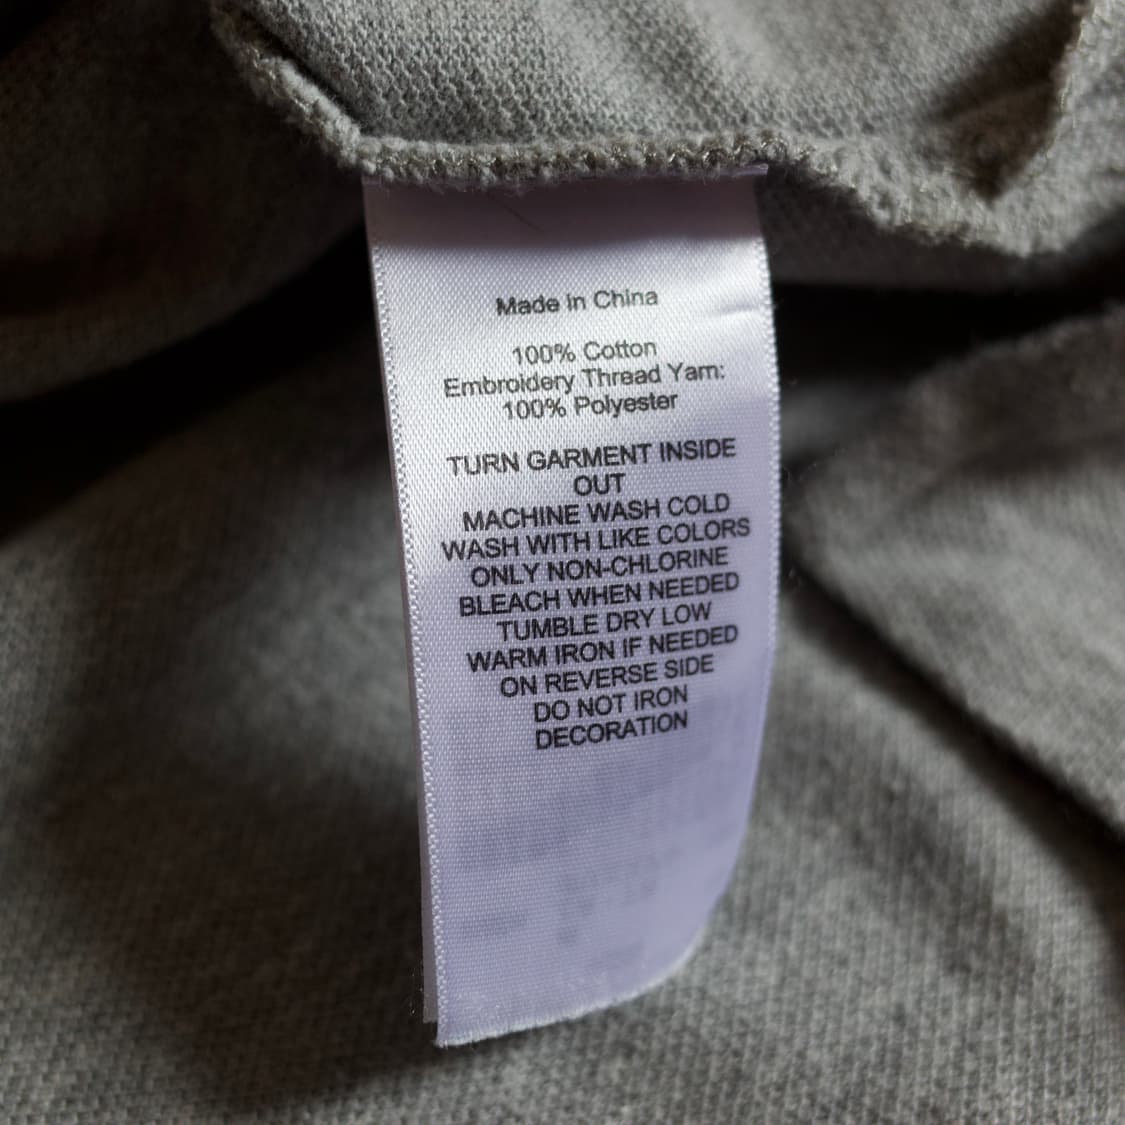 Made in China
100% Cotton
Embroidery Thread Yarn:
100% Polyester
TURN GARMENT INSIDE
OUT
MACHINE WASH COLD
WASH WITH LIKE COLORS
ONLY NON-CHLORINE
BLEACH WHEN NEEDED
TUMBLE DRY LOW
WARM IRON IF NEEDED
ON REVERSE SIDE
DO NOT IRON
DECORATION